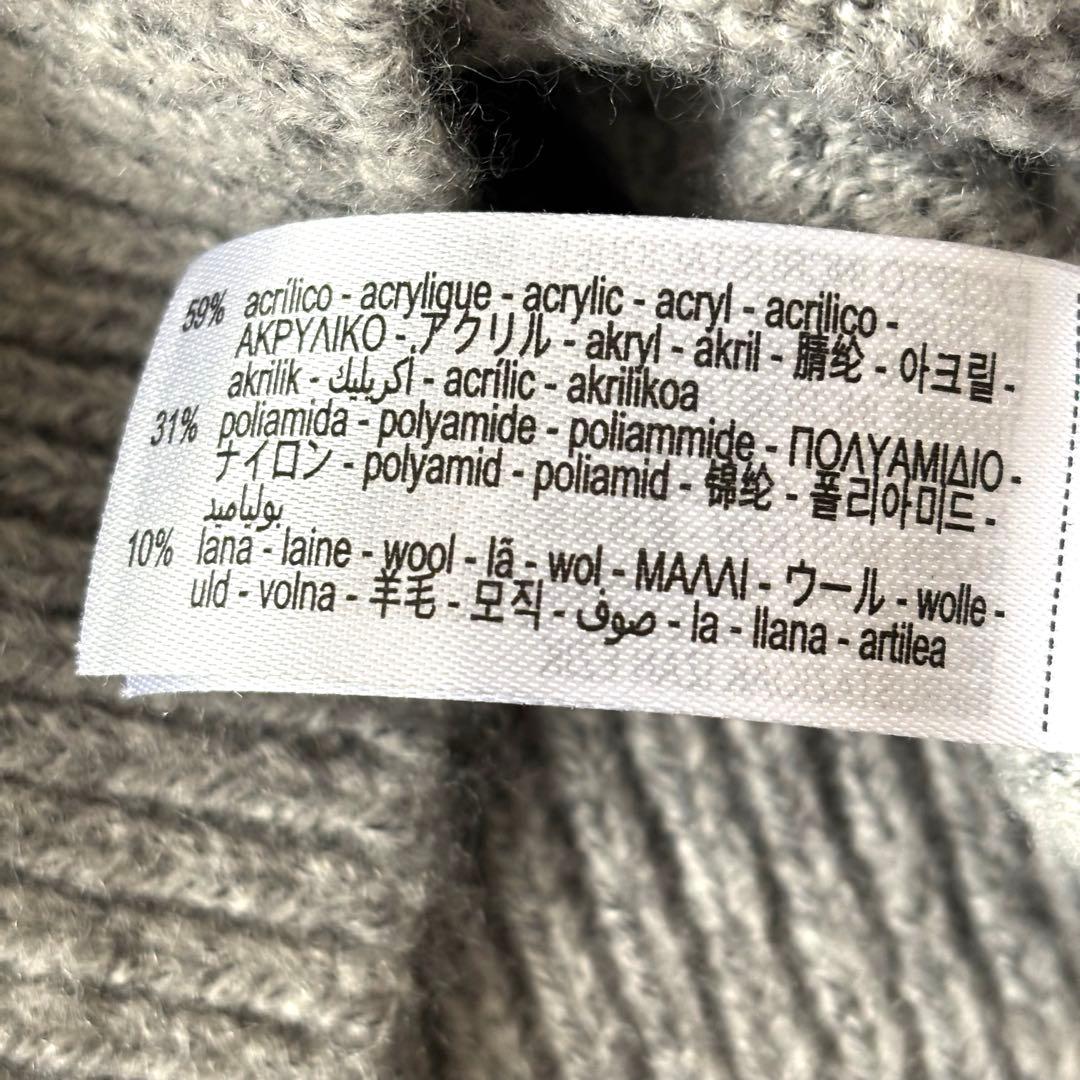 59% acrílico - acrylique - acrylic - acryl - acrilico -
ΑΚΡΥΛΙΚΟ - アクリル - akryl - akril - 腈纶 - 아크릴 -
akrilik - أكريليك - acrílic - akrilikoa
31% poliamida - polyamide - poliammide - ΠΟΛΥΑΜΙΔΙΟ -
ナイロン - polyamid - poliamid - 锦纶 - 폴리아미드 -
بولياميد
10% lana - laine - wool - lã - wol - ΜΑΛΛΙ - ウール - wolle -
uld - volna - 羊毛 - 모직 - صوف - la - llana - artilea